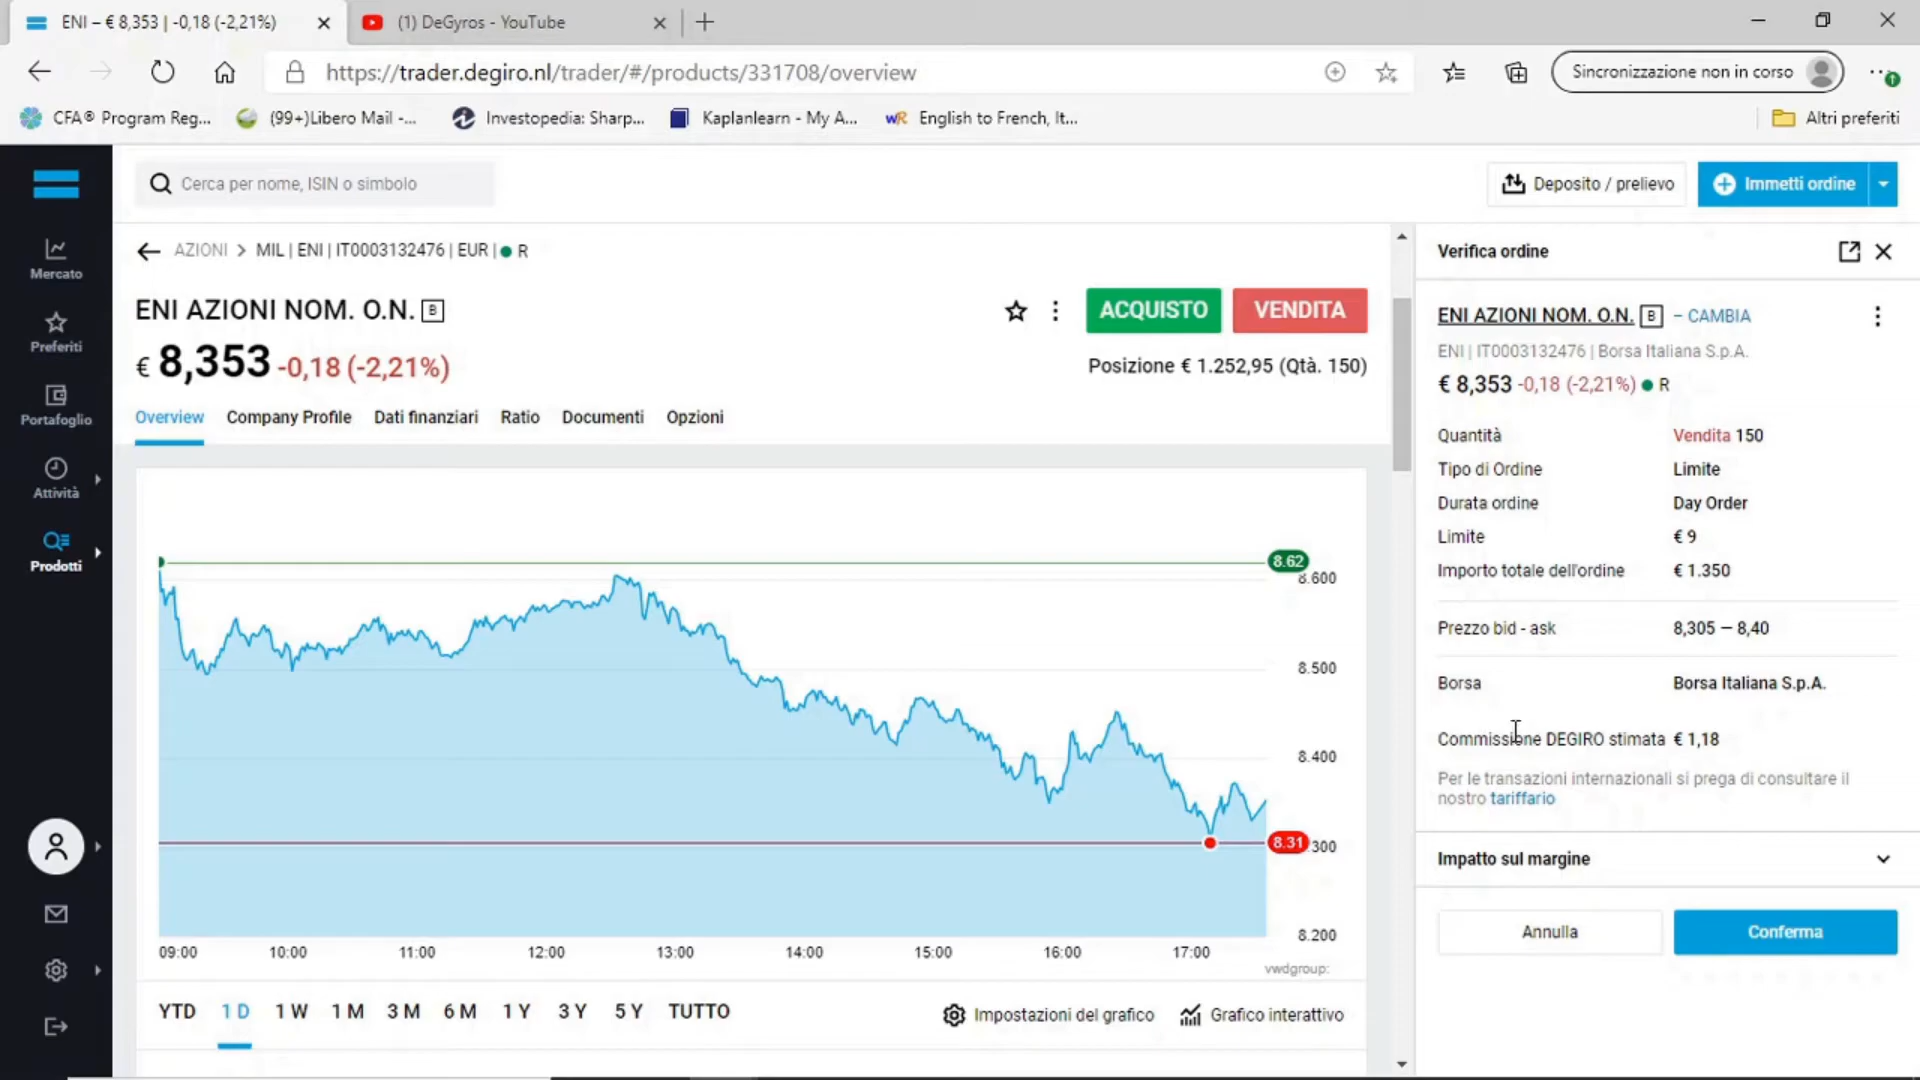 ENI – € 8,353 | -0,18 (-2,21%)
(1) DeGyros - YouTube
https://trader.degiro.nl/trader/#/products/331708/overview
Sincronizzazione non in corso
CFA® Program Reg...
(99+)Libero Mail -...
Investopedia: Sharp...
Kaplanlearn - My A...
WR
English to French, It...
Altri preferiti
Cerca per nome, ISIN o simbolo
Deposito / prelievo
Immetti ordine
Mercato
Preferiti
Portafoglio
Attività
Prodotti
AZIONI > MIL | ENI | IT0003132476 | EUR | R
ENI AZIONI NOM. O.N. B
ACQUISTO
VENDITA
€ 8,353 -0,18 (-2,21%)
Posizione € 1.252,95 (Qtà. 150)
Overview
Company Profile
Dati finanziari
Ratio
Documenti
Opzioni
8.62
8.600
8.500
8.400
8.31
300
8.200
09:00
10:00
11:00
12:00
13:00
14:00
15:00
16:00
17:00
vwdgroup:
YTD
1 D
1 W
1 M
3 M
6 M
1 Y
3 Y
5 Y
TUTTO
Impostazioni del grafico
Grafico interattivo
Verifica ordine
ENI AZIONI NOM. O.N. B – CAMBIA
ENI | IT0003132476 | Borsa Italiana S.p.A.
€ 8,353 -0,18 (-2,21%) R
Quantità Vendita 150
Tipo di Ordine Limite
Durata ordine Day Order
Limite € 9
Importo totale dell'ordine € 1.350
Prezzo bid - ask 8,305 — 8,40
Borsa Borsa Italiana S.p.A.
Commissione DEGIRO stimata € 1,18
Per le transazioni internazionali si prega di consultare il
nostro tariffario
Impatto sul margine
Annulla
Conferma